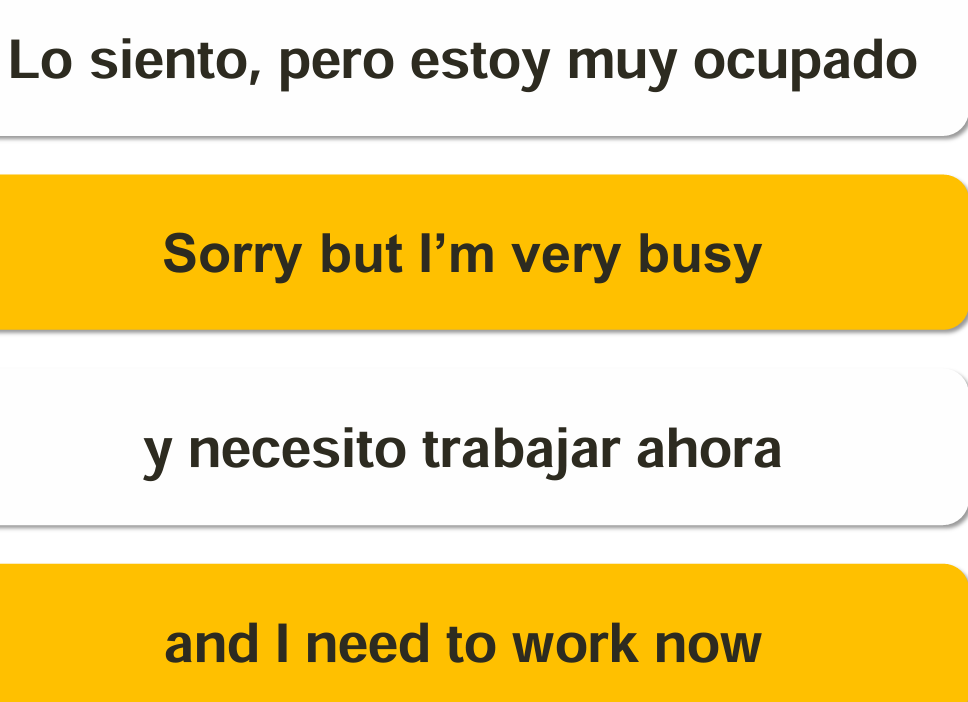 Lo siento, pero estoy muy ocupado
Sorry but I’m very busy
y necesito trabajar ahora
and I need to work now